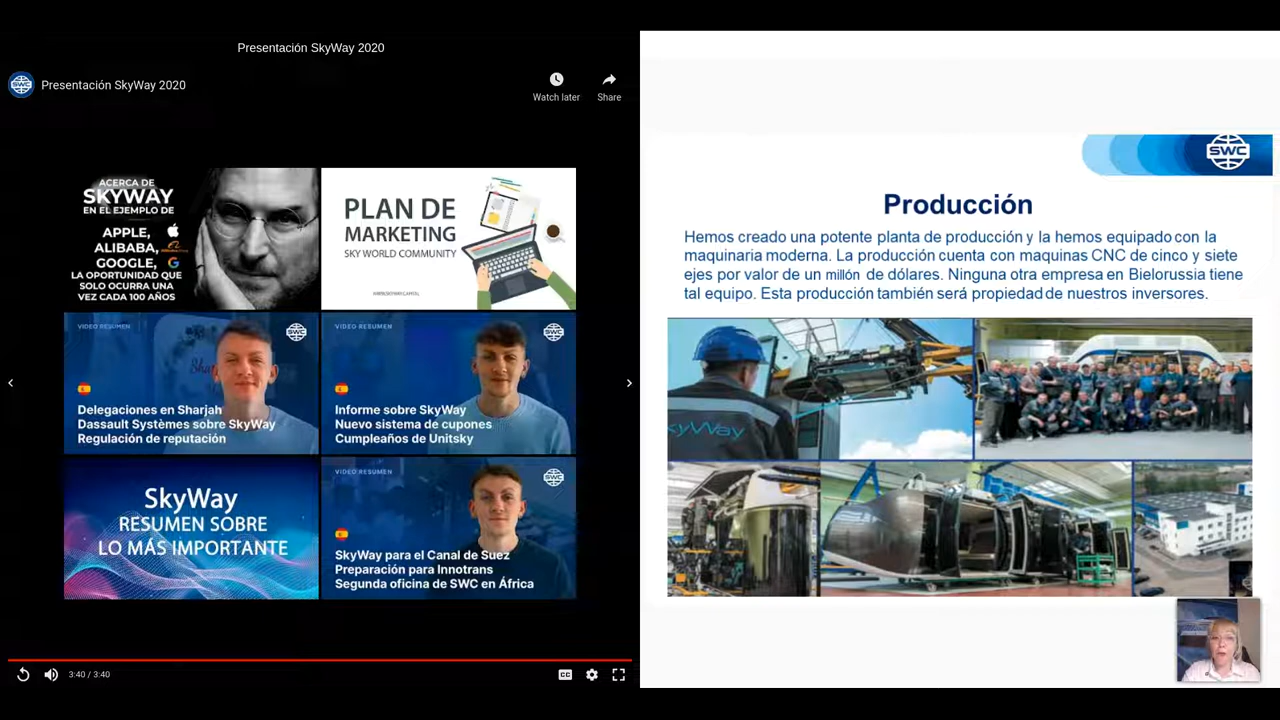 Presentación SkyWay 2020
Presentación SkyWay 2020
Watch later
Share
ACERCA DE
SKYWAY
EN EL EJEMPLO DE
APPLE,
ALIBABA,
GOOGLE,
LA OPORTUNIDAD QUE
SOLO OCURRA UNA
VEZ CADA 100 AÑOS
PLAN DE
MARKETING
SKY WORLD COMMUNITY
VIDEO RESUMEN
SWC
Delegaciones en Sharjah
Dassault Systèmes sobre SkyWay
Regulación de reputación
VIDEO RESUMEN
SWC
Informe sobre SkyWay
Nuevo sistema de cupones
Cumpleaños de Unitsky
SkyWay
RESUMEN SOBRE
LO MÁS IMPORTANTE
VIDEO RESUMEN
SWC
SkyWay para el Canal de Suez
Preparación para Innotrans
Segunda oficina de SWC en África
3:40 / 3:40
CC
SWC
Producción
Hemos creado una potente planta de producción y la hemos equipado con la
maquinaria moderna. La producción cuenta con maquinas CNC de cinco y siete
ejes por valor de un millón de dólares. Ninguna otra empresa en Bielorussia tiene
tal equipo. Esta producción también será propiedad de nuestros inversores.
kyWay